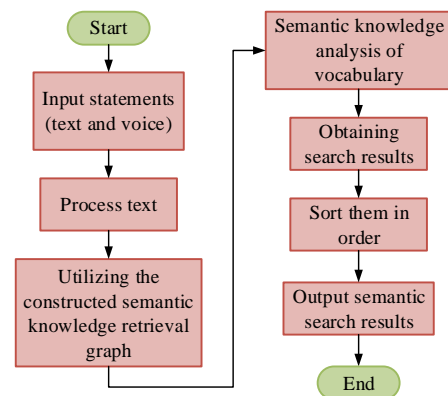 Start
Input statements
(text and voice)
Process text
Utilizing the
constructed semantic
knowledge retrieval
graph
Semantic knowledge
analysis of
vocabulary
Obtaining
search results
Sort them in
order
Output semantic
search results
End